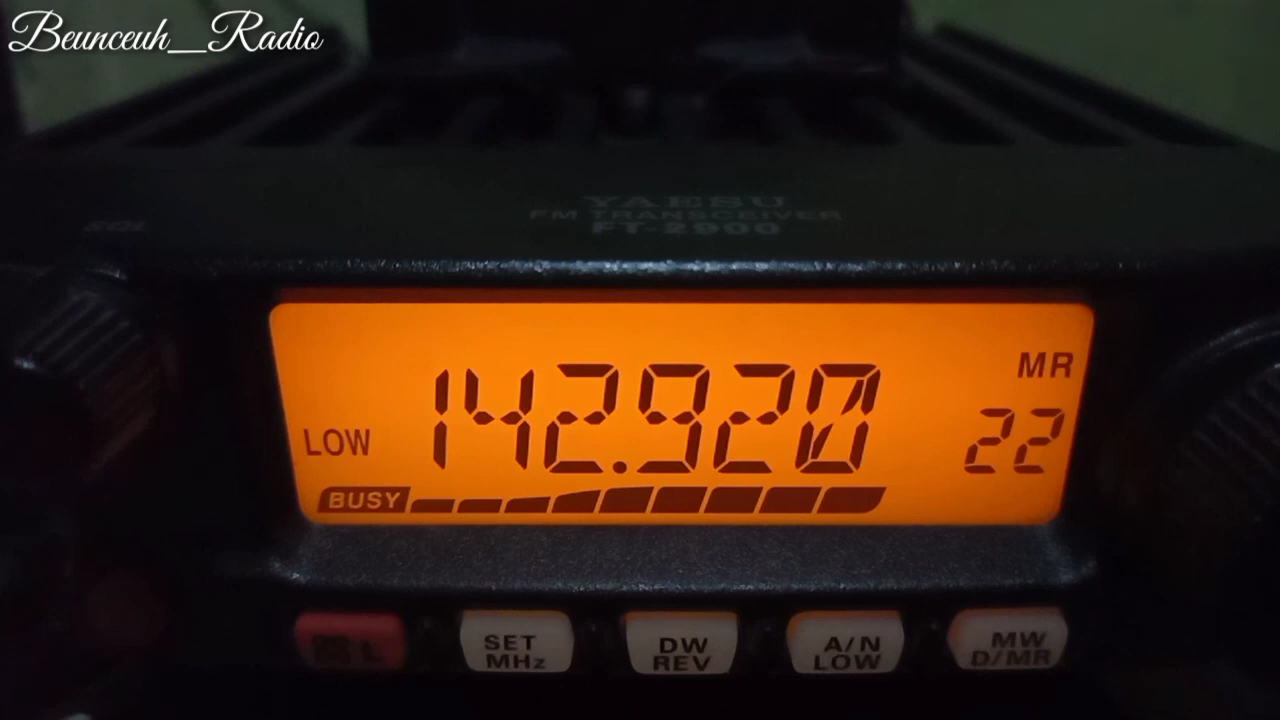 Beunceuh_Radio
YAESU
FM TRANSCEIVER
FT-2900
SQL
MR
142.920
22
LOW
BUSY
SET
MHz
DW
REV
A/N
LOW
MW
D/MR